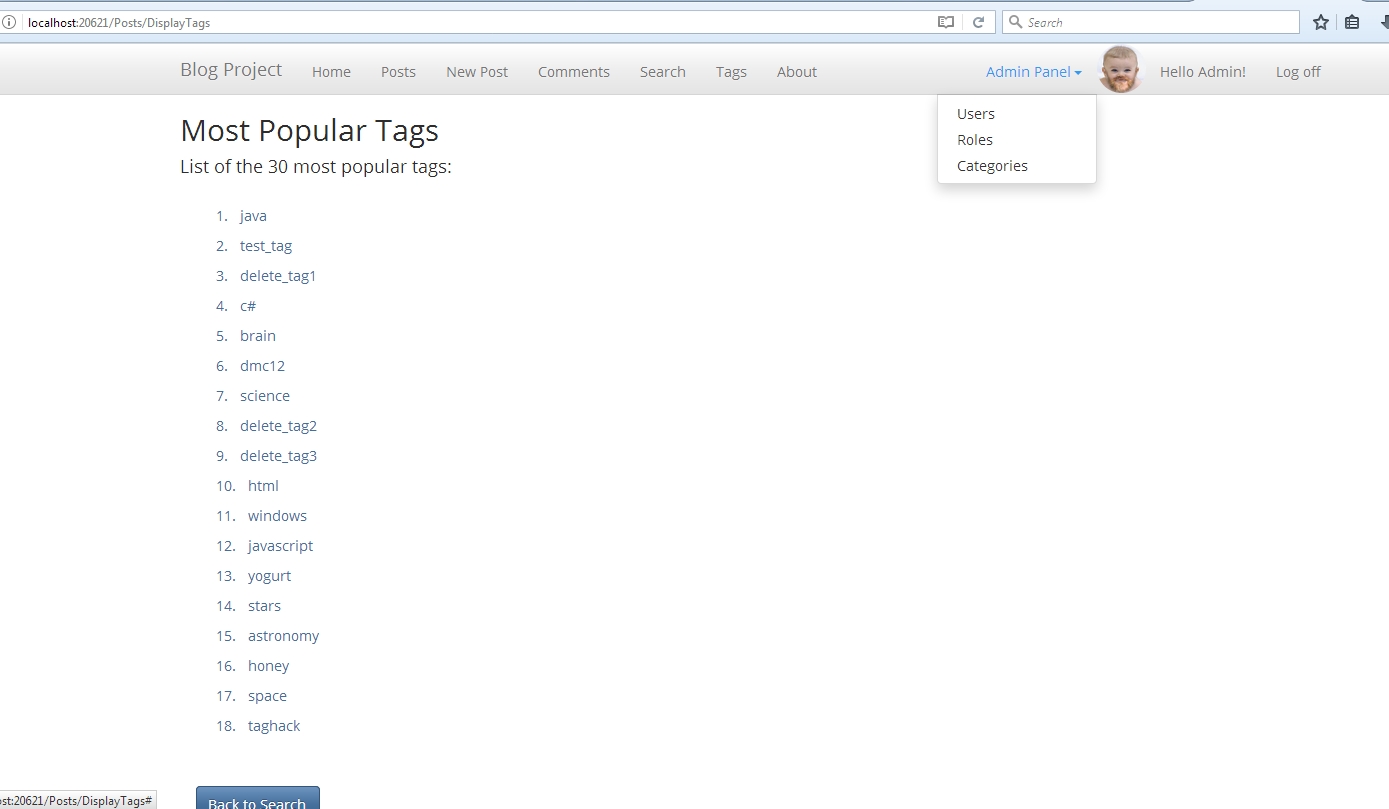 localhost:20621/Posts/DisplayTags
Search
Blog Project Home Posts New Post Comments Search Tags About Admin Panel Hello Admin! Log off
Users
Roles
Categories
Most Popular Tags
List of the 30 most popular tags:
1. java
2. test_tag
3. delete_tag1
4. c#
5. brain
6. dmc12
7. science
8. delete_tag2
9. delete_tag3
10. html
11. windows
12. javascript
13. yogurt
14. stars
15. astronomy
16. honey
17. space
18. taghack
Back to Search
ost:20621/Posts/DisplayTags#